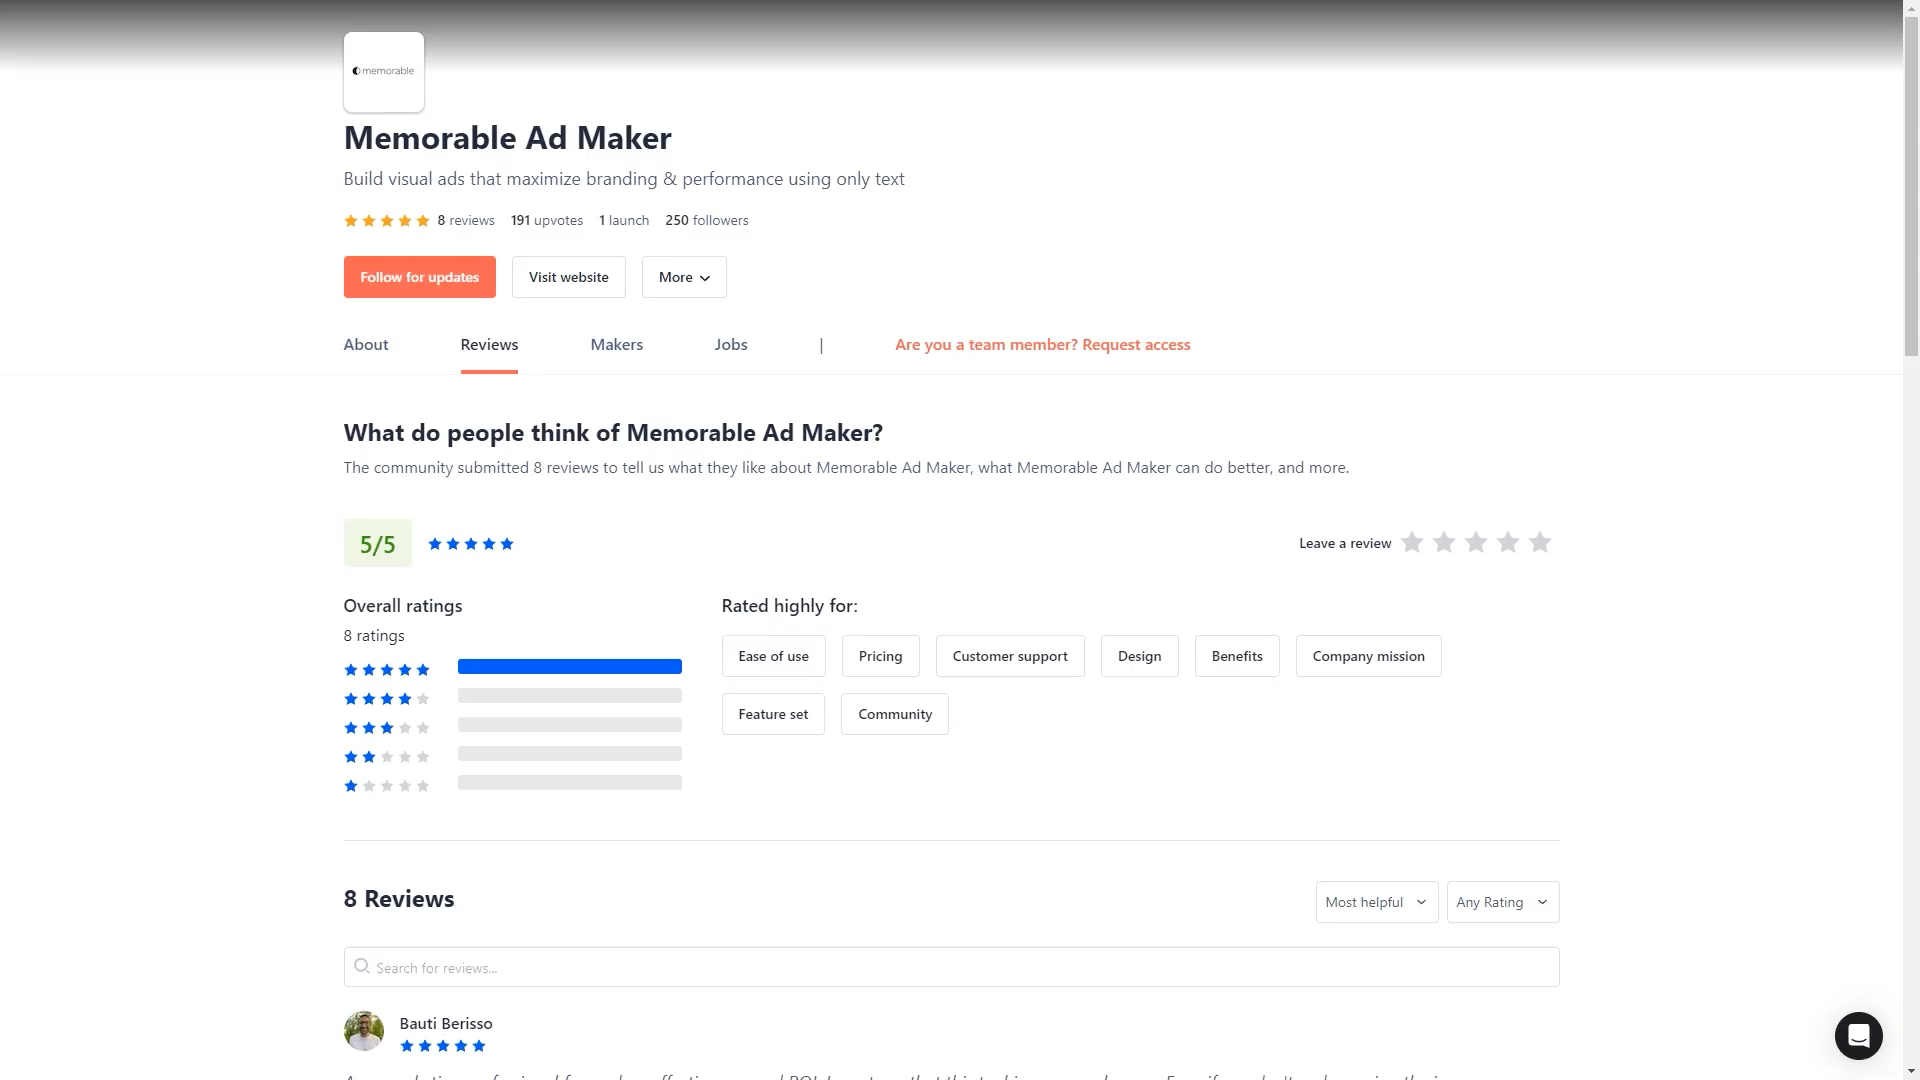 memorable
Memorable Ad Maker
Build visual ads that maximize branding & performance using only text
8 reviews 191 upvotes 1 launch 250 followers
Follow for updates Visit website More
About Reviews Makers Jobs | Are you a team member? Request access
What do people think of Memorable Ad Maker?
The community submitted 8 reviews to tell us what they like about Memorable Ad Maker, what Memorable Ad Maker can do better, and more.
5/5 Leave a review
Overall ratings
8 ratings
Rated highly for:
Ease of use Pricing Customer support Design Benefits Company mission
Feature set Community
8 Reviews Most helpful Any Rating
Search for reviews...
Bauti Berisso